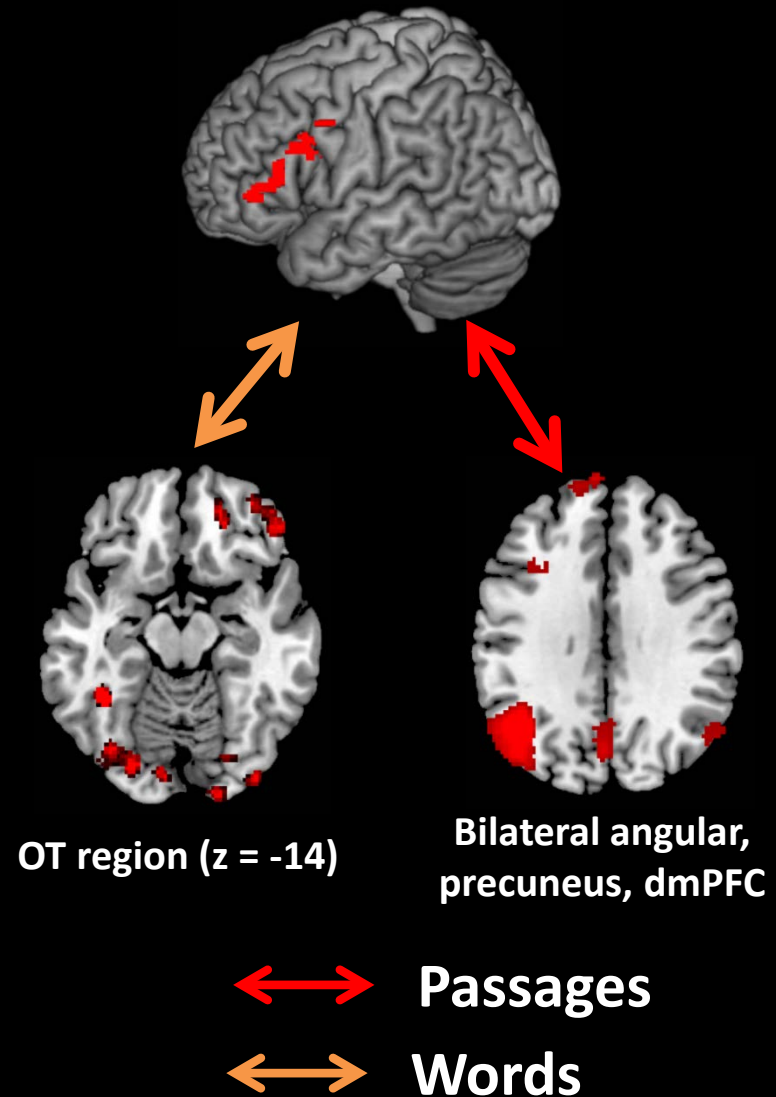 OT region (z = -14)
Bilateral angular,
precuneus, dmPFC
Passages
Words